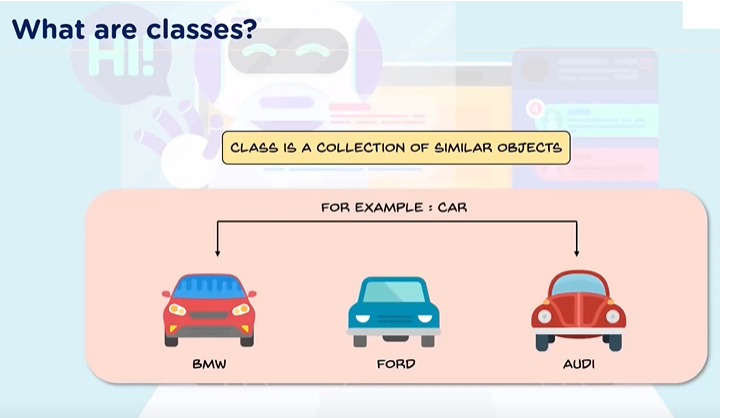 What are classes?
HI!
CLASS IS A COLLECTION OF SIMILAR OBJECTS
FOR EXAMPLE : CAR
BMW
FORD
AUDI